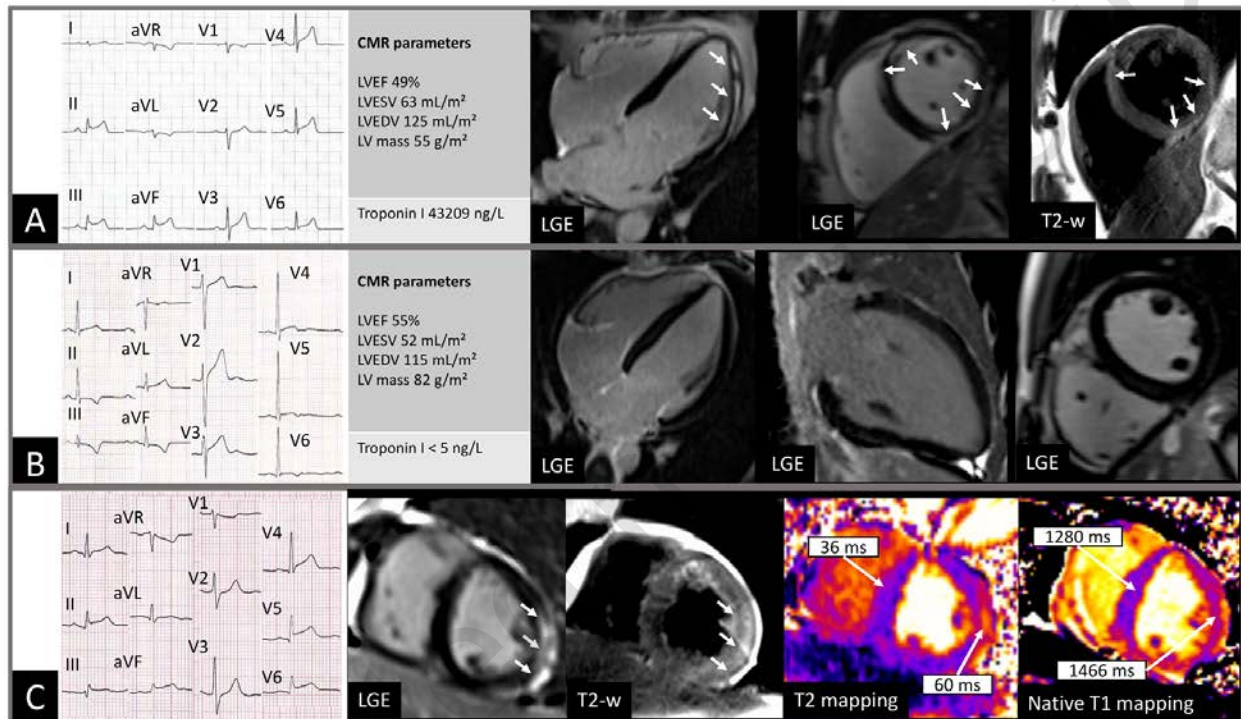 I
aVR
V1
V4
II
aVL
V2
V5
III
aVF
V3
V6
A
CMR parameters
LVEF 49%
LVESV 63 mL/m²
LVEDV 125 mL/m²
LV mass 55 g/m²
Troponin I 43209 ng/L
LGE
LGE
T2-w
I
aVR
V1
V4
II
aVL
V2
V5
III
aVF
V3
V6
B
CMR parameters
LVEF 55%
LVESV 52 mL/m²
LVEDV 115 mL/m²
LV mass 82 g/m²
Troponin I < 5 ng/L
LGE
LGE
LGE
I
aVR
V1
V4
II
aVL
V2
V5
III
aVF
V3
V6
C
LGE
T2-w
36 ms
60 ms
T2 mapping
1280 ms
1466 ms
Native T1 mapping